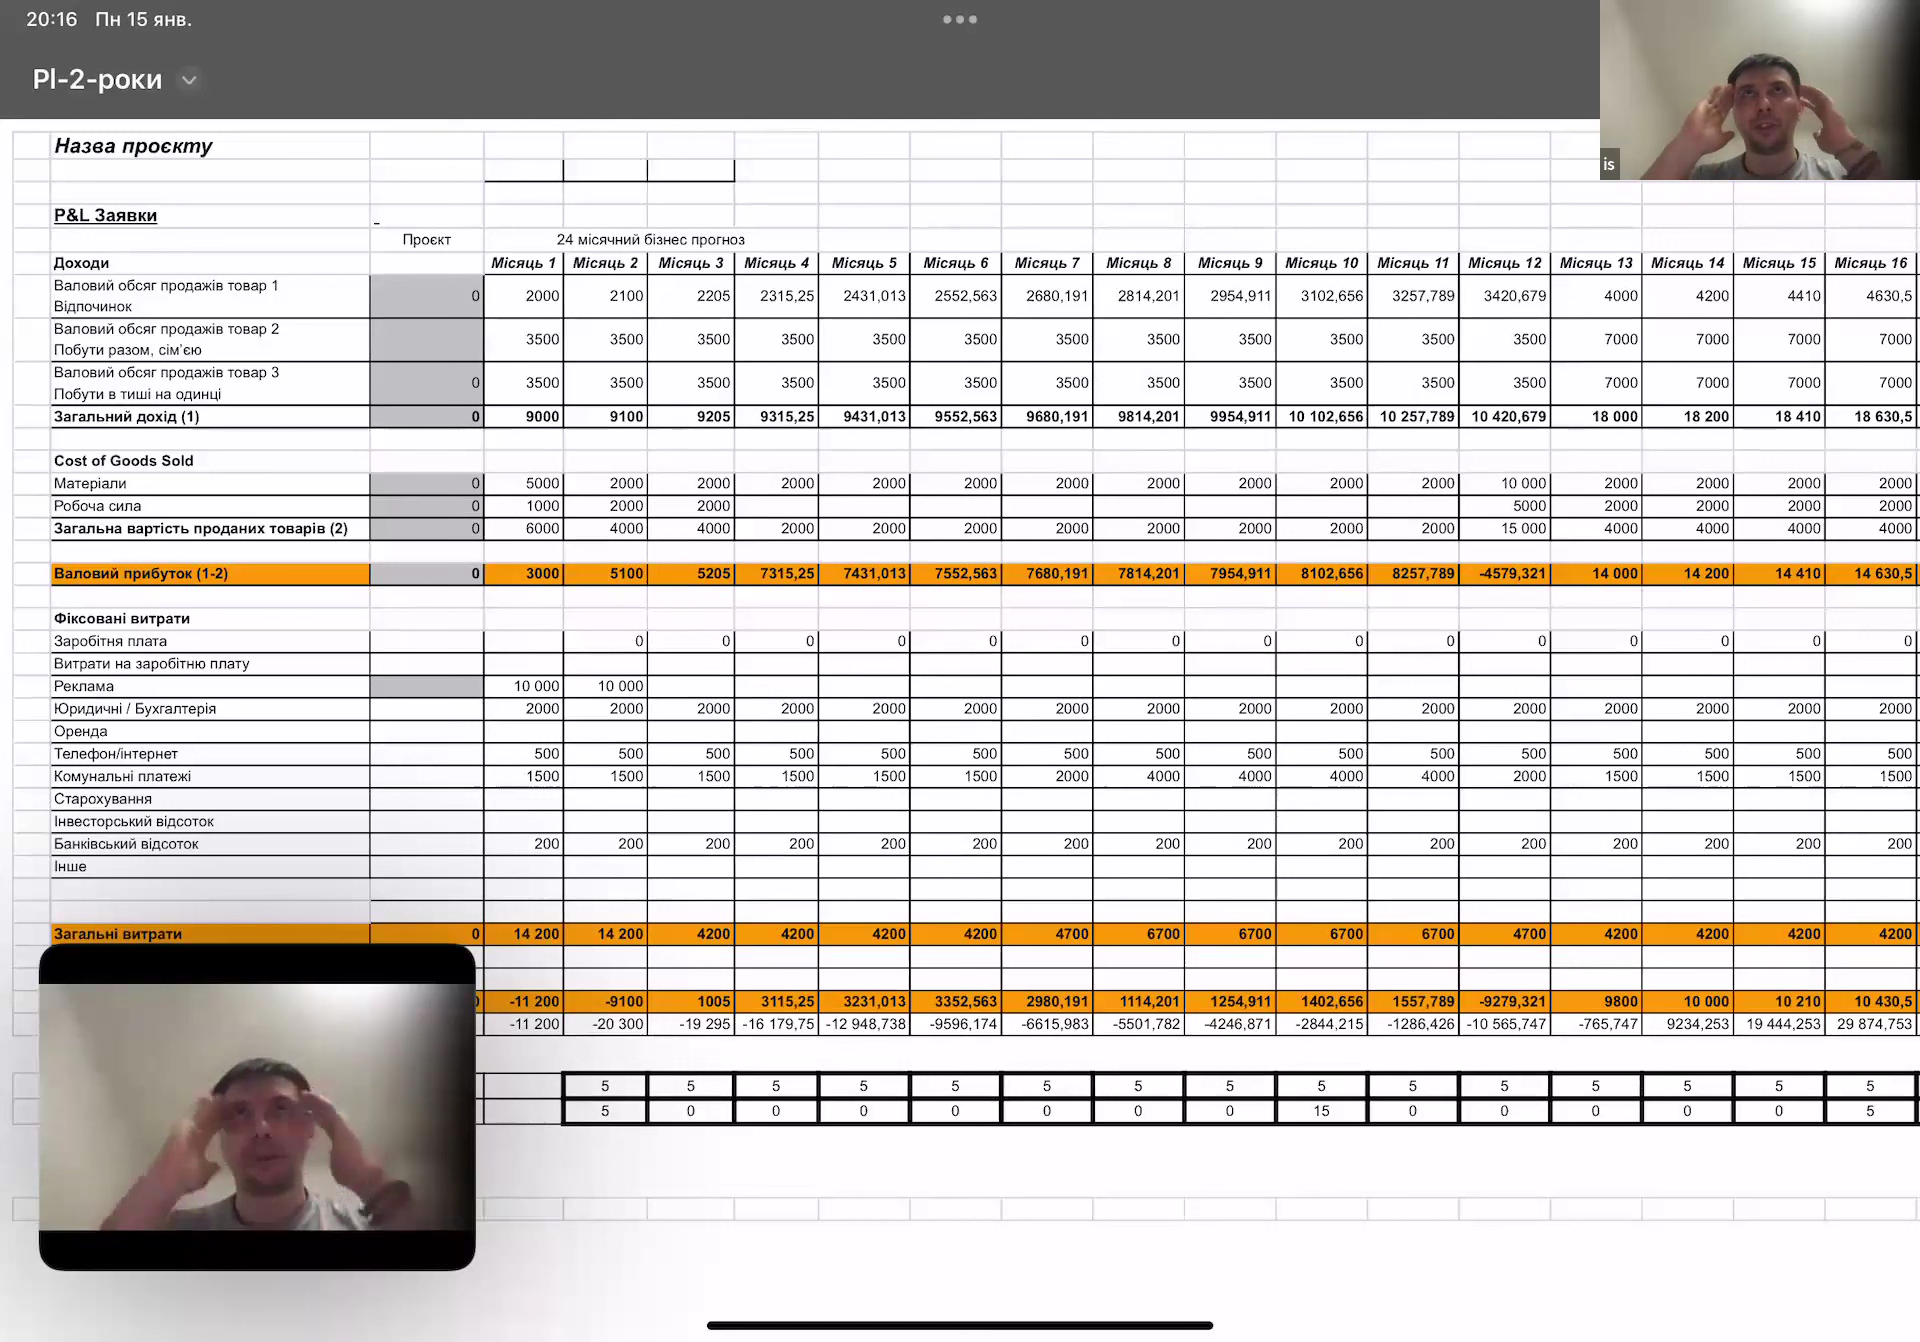 20:16 Пн 15 янв.
Pl-2-роки
is
Назва проєкту
P&L Заявки
Проєкт 24 місячний бізнес прогноз
Доходи Місяць 1 Місяць 2 Місяць 3 Місяць 4 Місяць 5 Місяць 6 Місяць 7 Місяць 8 Місяць 9 Місяць 10 Місяць 11 Місяць 12 Місяць 13 Місяць 14 Місяць 15 Місяць 16
Валовий обсяг продажів товар 1
Відпочинок 0 2000 2100 2205 2315,25 2431,013 2552,563 2680,191 2814,201 2954,911 3102,656 3257,789 3420,679 4000 4200 4410 4630,5
Валовий обсяг продажів товар 2
Побути разом, сім'єю 3500 3500 3500 3500 3500 3500 3500 3500 3500 3500 3500 3500 7000 7000 7000 7000
Валовий обсяг продажів товар 3
Побути в тиші на одинці 0 3500 3500 3500 3500 3500 3500 3500 3500 3500 3500 3500 3500 7000 7000 7000 7000
Загальний дохід (1) 0 9000 9100 9205 9315,25 9431,013 9552,563 9680,191 9814,201 9954,911 10 102,656 10 257,789 10 420,679 18 000 18 200 18 410 18 630,5
Cost of Goods Sold
Матеріали 0 5000 2000 2000 2000 2000 2000 2000 2000 2000 2000 2000 10 000 2000 2000 2000 2000
Робоча сила 0 1000 2000 2000 5000 2000 2000 2000 2000
Загальна вартість проданих товарів (2) 0 6000 4000 4000 2000 2000 2000 2000 2000 2000 2000 2000 15 000 4000 4000 4000 4000
Валовий прибуток (1-2) 0 3000 5100 5205 7315,25 7431,013 7552,563 7680,191 7814,201 7954,911 8102,656 8257,789 -4579,321 14 000 14 200 14 410 14 630,5
Фіксовані витрати
Заробітня плата 0 0 0 0 0 0 0 0 0 0 0 0 0 0 0
Витрати на заробітню плату
Реклама 10 000 10 000
Юридичні / Бухгалтерія 2000 2000 2000 2000 2000 2000 2000 2000 2000 2000 2000 2000 2000 2000 2000 2000
Оренда
Телефон/інтернет 500 500 500 500 500 500 500 500 500 500 500 500 500 500 500 500
Комунальні платежі 1500 1500 1500 1500 1500 1500 2000 4000 4000 4000 4000 2000 1500 1500 1500 1500
Старохування
Інвесторський відсоток
Банківський відсоток 200 200 200 200 200 200 200 200 200 200 200 200 200 200 200 200
Інше
Загальні витрати 0 14 200 14 200 4200 4200 4200 4200 4700 6700 6700 6700 6700 4700 4200 4200 4200 4200
-11 200 -9100 1005 3115,25 3231,013 3352,563 2980,191 1114,201 1254,911 1402,656 1557,789 -9279,321 9800 10 000 10 210 10 430,5
-11 200 -20 300 -19 295 -16 179,75 -12 948,738 -9596,174 -6615,983 -5501,782 -4246,871 -2844,215 -1286,426 -10 565,747 -765,747 9234,253 19 444,253 29 874,753
5 5 5 5 5 5 5 5 5 5 5 5 5 5 5
5 0 0 0 0 0 0 0 15 0 0 0 0 0 5